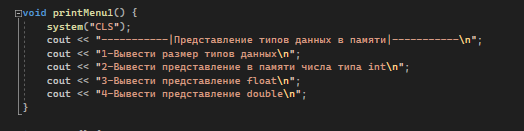 void printMenu1() {
system("CLS");
cout << "-----------|Представление типов данных в памяти|-----------\n";
cout << "1-Вывести размер типов данных\n";
cout << "2-Вывести представление в памяти числа типа int\n";
cout << "3-Вывести представление float\n";
cout << "4-Вывести представление double\n";
}